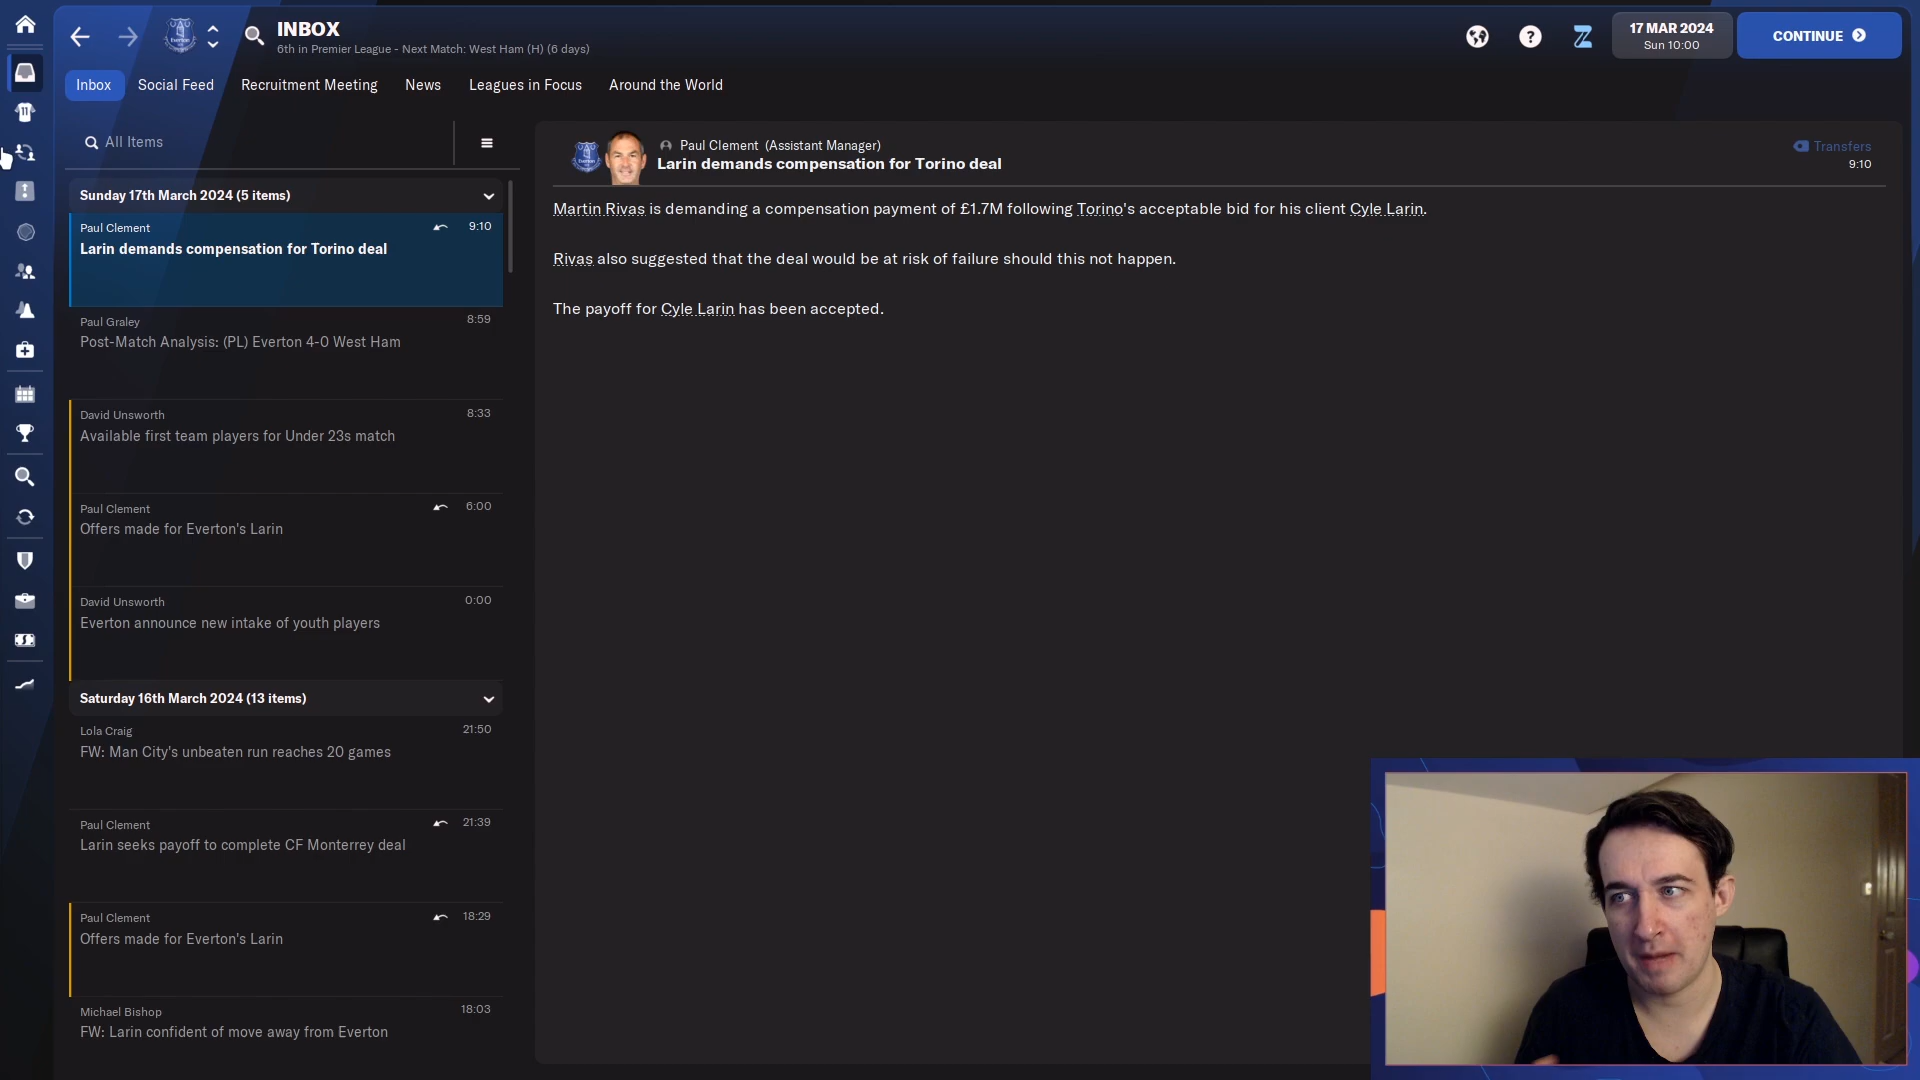 INBOX
6th in Premier League - Next Match: West Ham (H) (6 days)
17 MAR 2024
Sun 10:00
CONTINUE
Inbox
Social Feed
Recruitment Meeting
News
Leagues in Focus
Around the World
All Items
Sunday 17th March 2024 (5 items)
Paul Clement
9:10
Larin demands compensation for Torino deal
Paul Graley
8:59
Post-Match Analysis: (PL) Everton 4-0 West Ham
David Unsworth
8:33
Available first team players for Under 23s match
Paul Clement
6:00
Offers made for Everton's Larin
David Unsworth
0:00
Everton announce new intake of youth players
Saturday 16th March 2024 (13 items)
Lola Craig
21:50
FW: Man City's unbeaten run reaches 20 games
Paul Clement
21:39
Larin seeks payoff to complete CF Monterrey deal
Paul Clement
18:29
Offers made for Everton's Larin
Michael Bishop
18:03
FW: Larin confident of move away from Everton
Paul Clement (Assistant Manager)
Larin demands compensation for Torino deal
Transfers
9:10
Martin Rivas is demanding a compensation payment of £1.7M following Torino's acceptable bid for his client Cyle Larin.
Rivas also suggested that the deal would be at risk of failure should this not happen.
The payoff for Cyle Larin has been accepted.